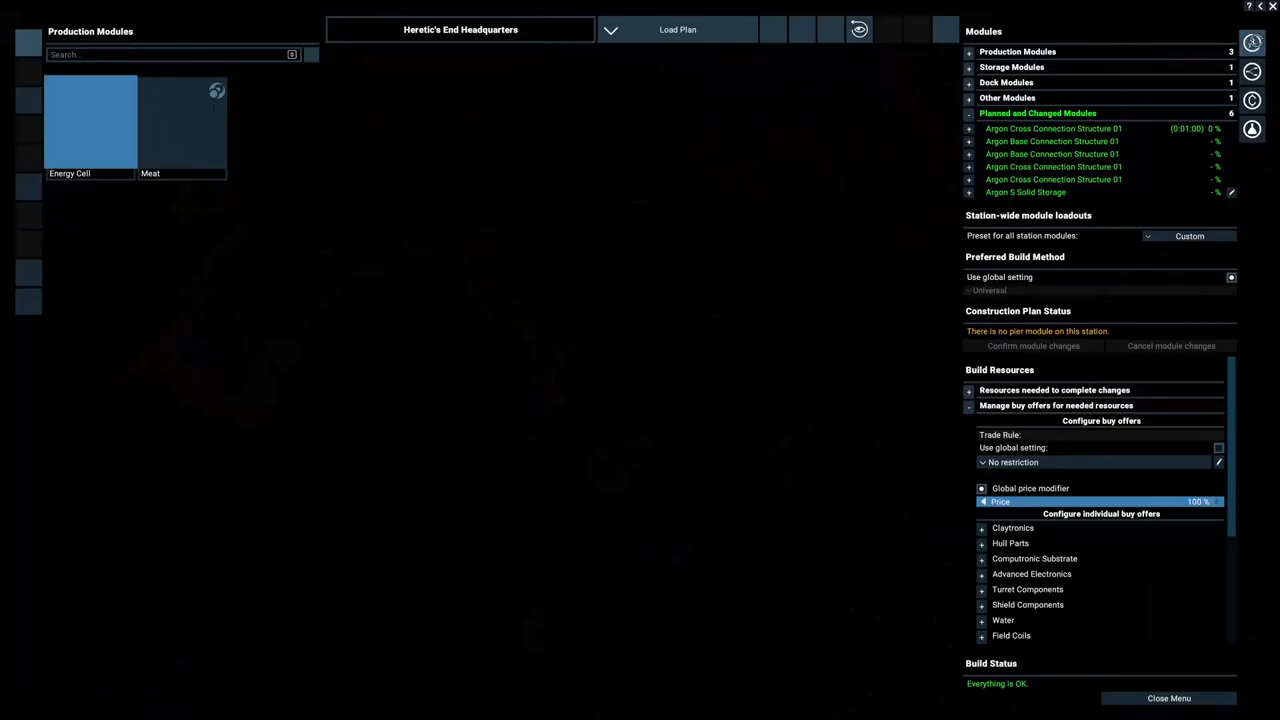 Production Modules
Search...
Energy Cell
Meat
Heretic's End Headquarters
Load Plan
Modules
Production Modules 3
Storage Modules 1
Dock Modules 1
Other Modules 1
Planned and Changed Modules 6
Argon Cross Connection Structure 01 (0:01:00) 0 %
Argon Base Connection Structure 01 - %
Argon Base Connection Structure 01 - %
Argon Cross Connection Structure 01 - %
Argon Cross Connection Structure 01 - %
Argon S Solid Storage - %
Station-wide module loadouts
Preset for all station modules: Custom
Preferred Build Method
Use global setting
Universal
Construction Plan Status
There is no pier module on this station.
Confirm module changes Cancel module changes
Build Resources
Resources needed to complete changes
Manage buy offers for needed resources
Configure buy offers
Trade Rule:
Use global setting:
No restriction
Global price modifier
Price 100 %
Configure individual buy offers
Claytronics
Hull Parts
Computronic Substrate
Advanced Electronics
Turret Components
Shield Components
Water
Field Coils
Build Status
Everything is OK.
Close Menu